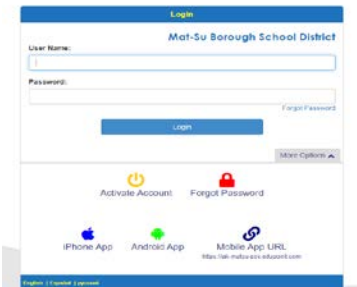 Login
Mat-Su Borough School District
User Name:
Password:
Forgot Password
Login
More Options
Activate Account Forgot Password
iPhone App Android App Mobile App URL
English | Español |